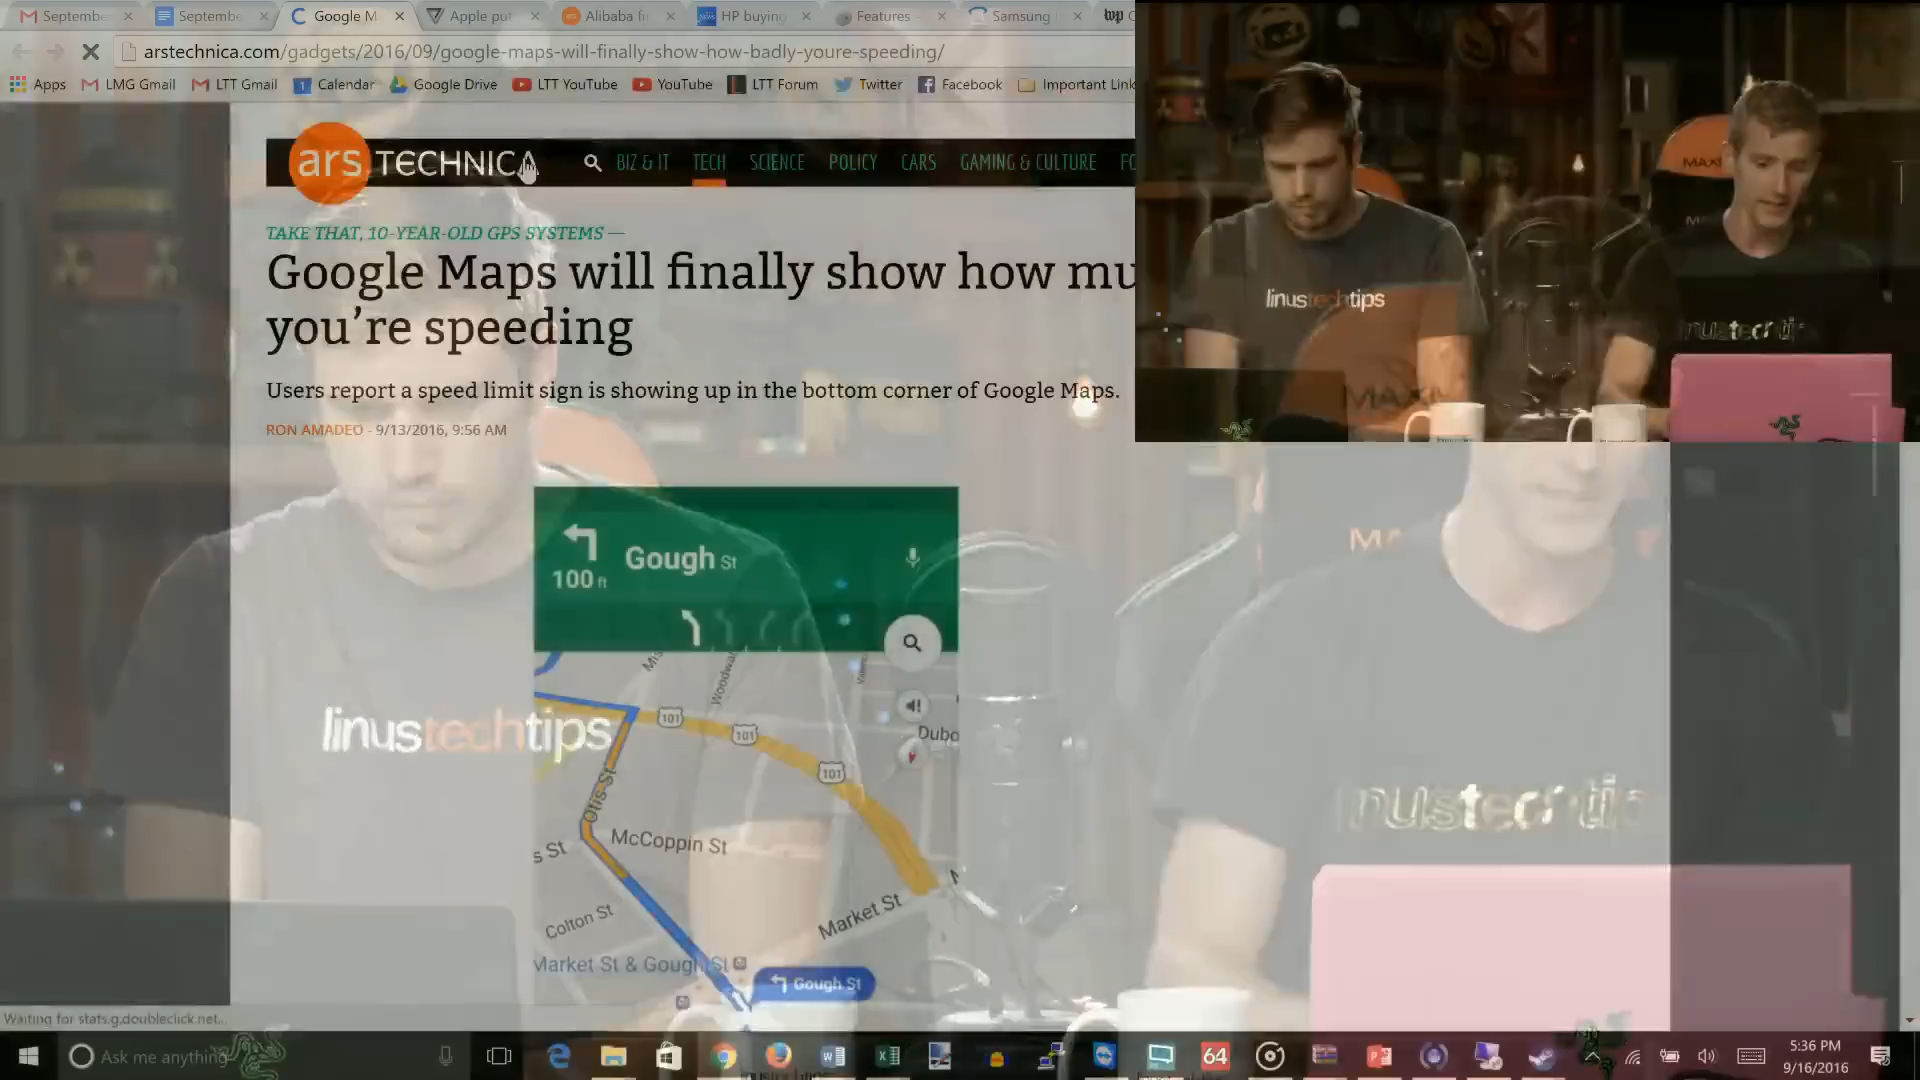 September
Septembe
Google M
Apple put
Alibaba fi
HP buying
Features
Samsung
arstechnica.com/gadgets/2016/09/google-maps-will-finally-show-how-badly-youre-speeding/
Apps
LMG Gmail
LTT Gmail
Calendar
Google Drive
LTT YouTube
YouTube
LTT Forum
Twitter
Facebook
Important Link
ars TECHNICA
BIZ & IT
TECH
SCIENCE
POLICY
CARS
GAMING & CULTURE
FO
TAKE THAT, 10-YEAR-OLD GPS SYSTEMS —
Google Maps will finally show how mu
you’re speeding
Users report a speed limit sign is showing up in the bottom corner of Google Maps.
RON AMADEO - 9/13/2016, 9:56 AM
linustechtips
100 ft
Gough St
Woodwa
101
101
101
Dubo
Otis St
McCoppin St
s St
Colton St
Market St
Market St & Gough St
Gough St
linustechtips
Waiting for stats.g.doubleclick.net...
Ask me anything
64
5:36 PM
9/16/2016